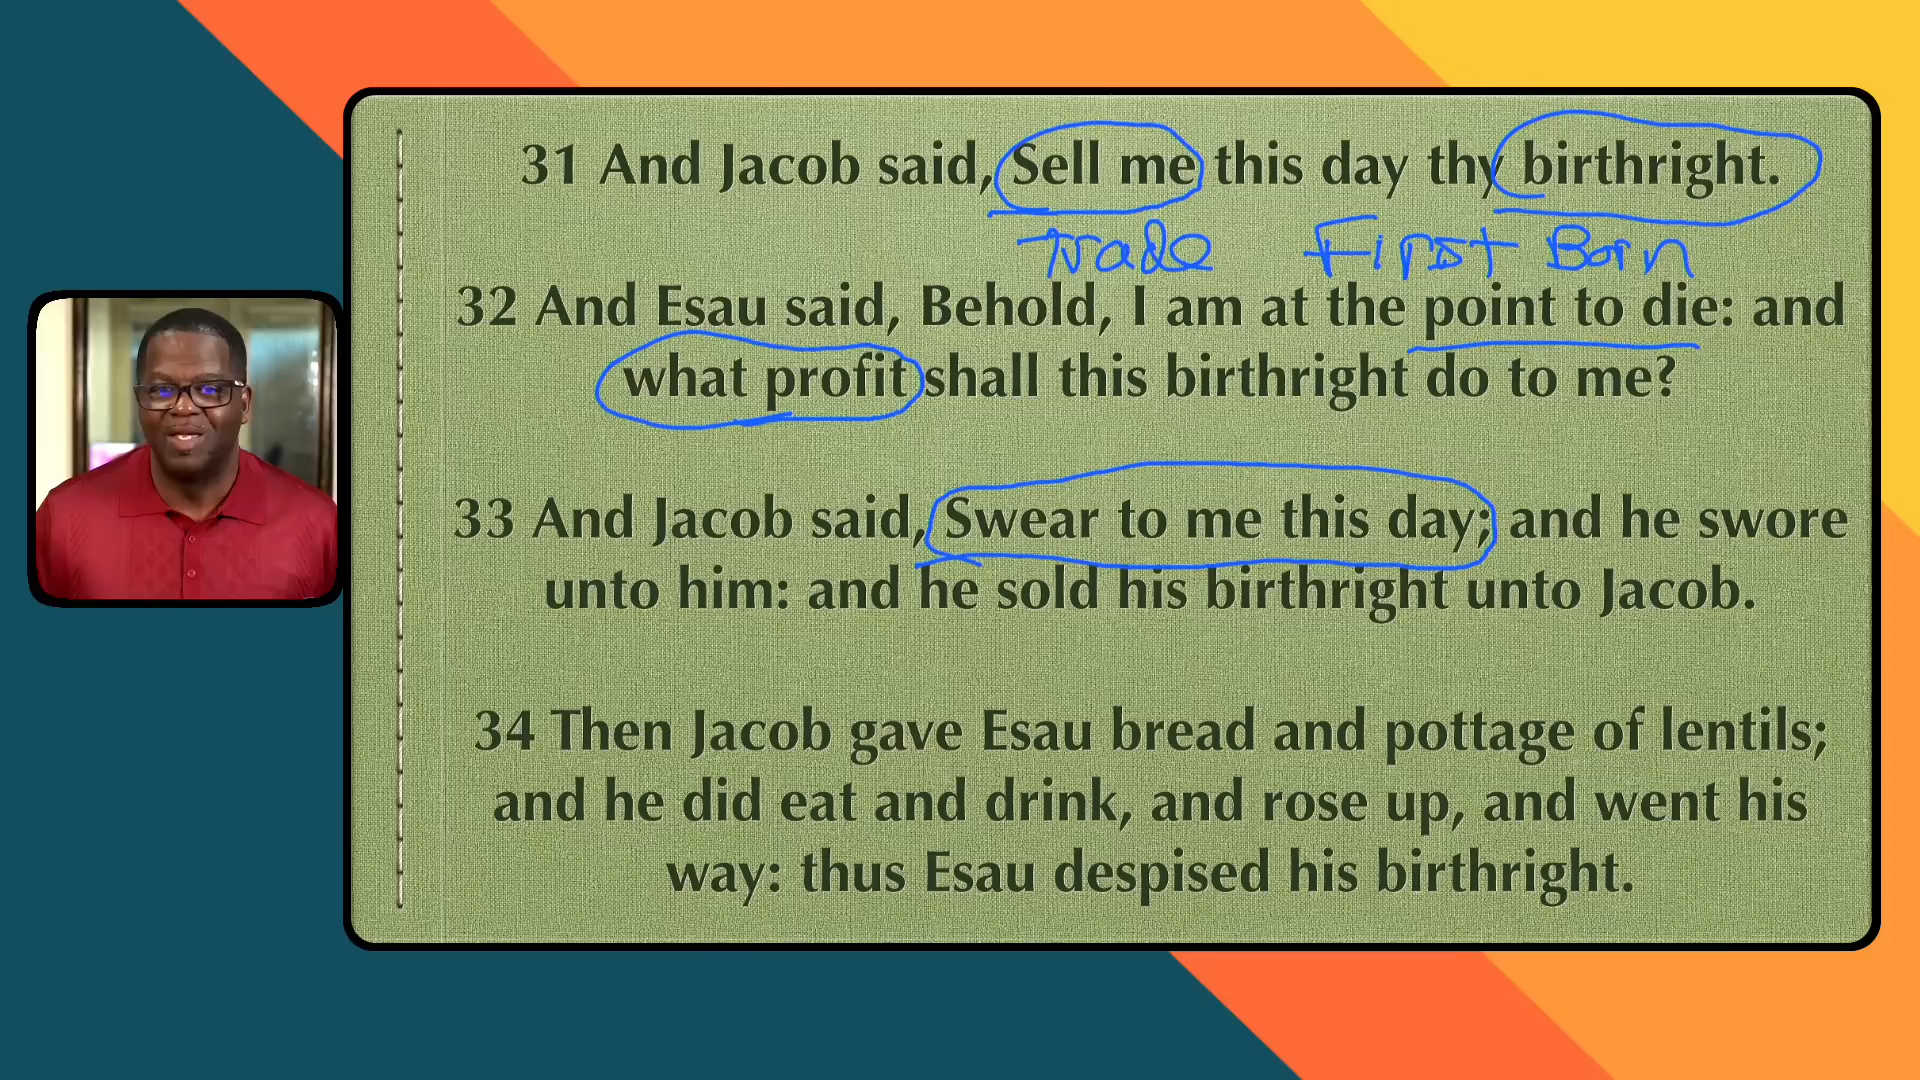 31 And Jacob said, Sell me this day thy birthright.
Trade First Born
32 And Esau said, Behold, I am at the point to die: and
what profit shall this birthright do to me?
33 And Jacob said, Swear to me this day; and he swore
unto him: and he sold his birthright unto Jacob.
34 Then Jacob gave Esau bread and pottage of lentils;
and he did eat and drink, and rose up, and went his
way: thus Esau despised his birthright.